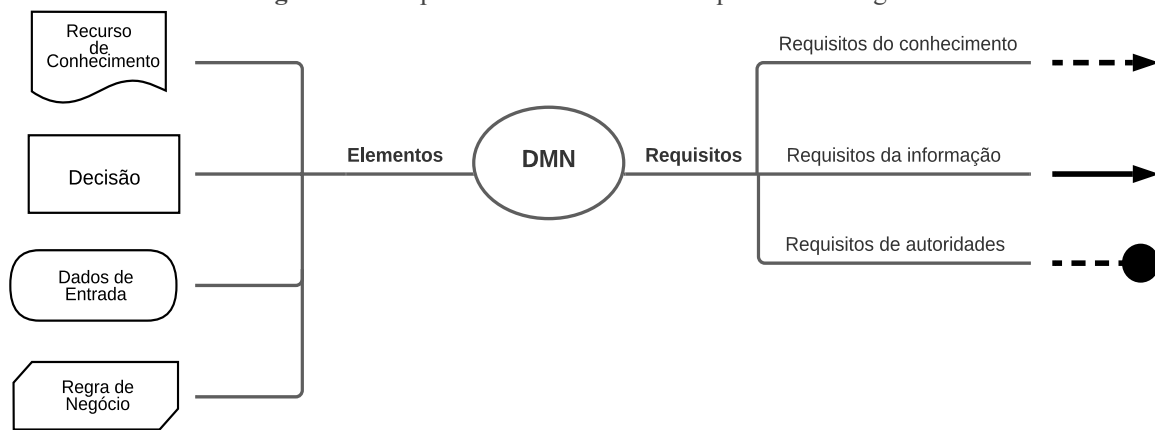 Recurso
de
Conhecimento
Decisão
Dados de
Entrada
Regra de
Negócio
Elementos
DMN
Requisitos
Requisitos do conhecimento
Requisitos da informação
Requisitos de autoridades